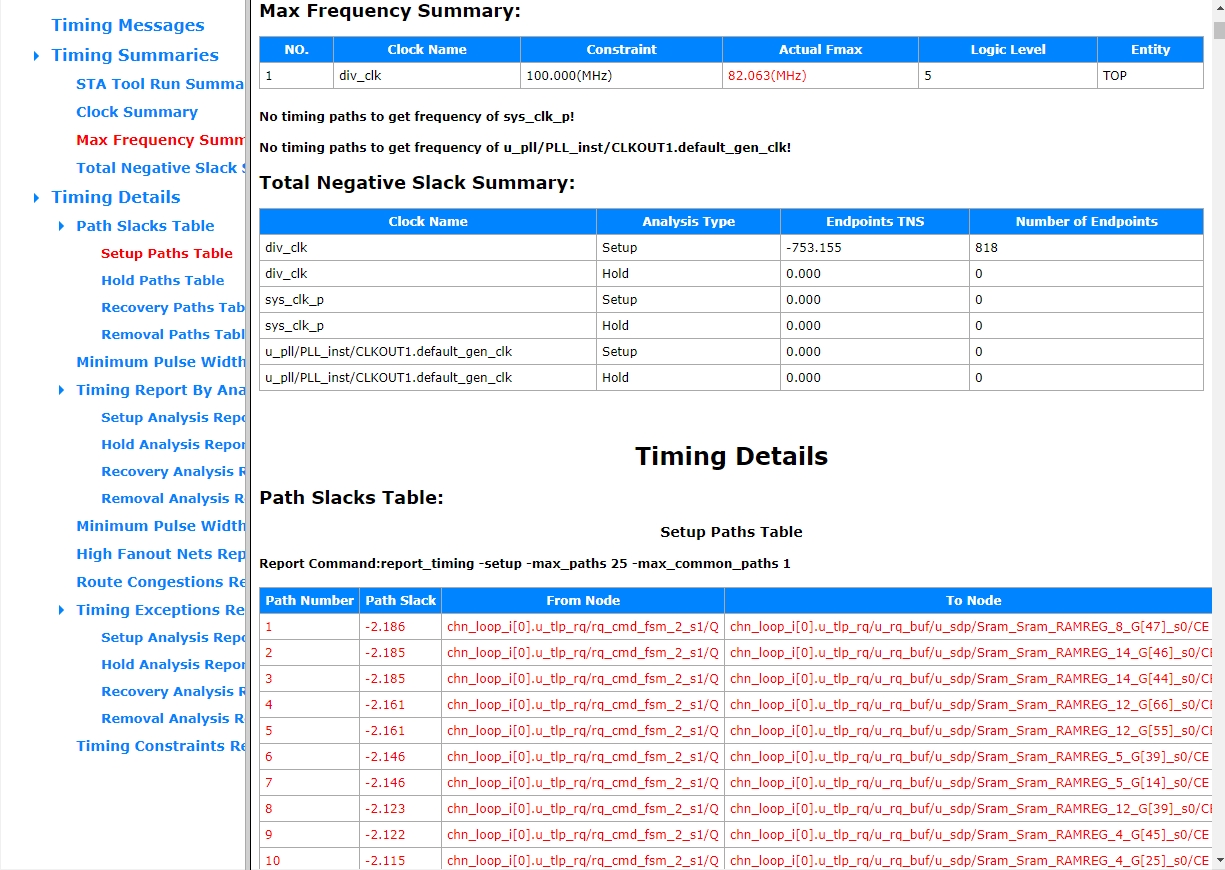 Timing Messages
Timing Summaries
STA Tool Run Summa
Clock Summary
Max Frequency Summ
Total Negative Slack S
Timing Details
Path Slacks Table
Setup Paths Table
Hold Paths Table
Recovery Paths Tab
Removal Paths Tabl
Minimum Pulse Width
Timing Report By Ana
Setup Analysis Repo
Hold Analysis Repor
Recovery Analysis R
Removal Analysis R
Minimum Pulse Width
High Fanout Nets Rep
Route Congestions Re
Timing Exceptions Re
Setup Analysis Repo
Hold Analysis Repor
Recovery Analysis R
Removal Analysis R
Timing Constraints Re
Max Frequency Summary:
NO. Clock Name Constraint Actual Fmax Logic Level Entity
1 div_clk 100.000(MHz) 82.063(MHz) 5 TOP
No timing paths to get frequency of sys_clk_p!
No timing paths to get frequency of u_pll/PLL_inst/CLKOUT1.default_gen_clk!
Total Negative Slack Summary:
Clock Name Analysis Type Endpoints TNS Number of Endpoints
div_clk Setup -753.155 818
div_clk Hold 0.000 0
sys_clk_p Setup 0.000 0
sys_clk_p Hold 0.000 0
u_pll/PLL_inst/CLKOUT1.default_gen_clk Setup 0.000 0
u_pll/PLL_inst/CLKOUT1.default_gen_clk Hold 0.000 0
Timing Details
Path Slacks Table:
Setup Paths Table
Report Command:report_timing -setup -max_paths 25 -max_common_paths 1
Path Number Path Slack From Node To Node
1 -2.186 chn_loop_i[0].u_tlp_rq/rq_cmd_fsm_2_s1/Q chn_loop_i[0].u_tlp_rq/u_rq_buf/u_sdp/Sram_Sram_RAMREG_8_G[47]_s0/CE
2 -2.185 chn_loop_i[0].u_tlp_rq/rq_cmd_fsm_2_s1/Q chn_loop_i[0].u_tlp_rq/u_rq_buf/u_sdp/Sram_Sram_RAMREG_14_G[46]_s0/CE
3 -2.185 chn_loop_i[0].u_tlp_rq/rq_cmd_fsm_2_s1/Q chn_loop_i[0].u_tlp_rq/u_rq_buf/u_sdp/Sram_Sram_RAMREG_14_G[44]_s0/CE
4 -2.161 chn_loop_i[0].u_tlp_rq/rq_cmd_fsm_2_s1/Q chn_loop_i[0].u_tlp_rq/u_rq_buf/u_sdp/Sram_Sram_RAMREG_12_G[66]_s0/CE
5 -2.161 chn_loop_i[0].u_tlp_rq/rq_cmd_fsm_2_s1/Q chn_loop_i[0].u_tlp_rq/u_rq_buf/u_sdp/Sram_Sram_RAMREG_12_G[55]_s0/CE
6 -2.146 chn_loop_i[0].u_tlp_rq/rq_cmd_fsm_2_s1/Q chn_loop_i[0].u_tlp_rq/u_rq_buf/u_sdp/Sram_Sram_RAMREG_5_G[39]_s0/CE
7 -2.146 chn_loop_i[0].u_tlp_rq/rq_cmd_fsm_2_s1/Q chn_loop_i[0].u_tlp_rq/u_rq_buf/u_sdp/Sram_Sram_RAMREG_5_G[14]_s0/CE
8 -2.123 chn_loop_i[0].u_tlp_rq/rq_cmd_fsm_2_s1/Q chn_loop_i[0].u_tlp_rq/u_rq_buf/u_sdp/Sram_Sram_RAMREG_12_G[39]_s0/CE
9 -2.122 chn_loop_i[0].u_tlp_rq/rq_cmd_fsm_2_s1/Q chn_loop_i[0].u_tlp_rq/u_rq_buf/u_sdp/Sram_Sram_RAMREG_4_G[45]_s0/CE
10 -2.115 chn_loop_i[0].u_tlp_rq/rq_cmd_fsm_2_s1/Q chn_loop_i[0].u_tlp_rq/u_rq_buf/u_sdp/Sram_Sram_RAMREG_4_G[25]_s0/CE